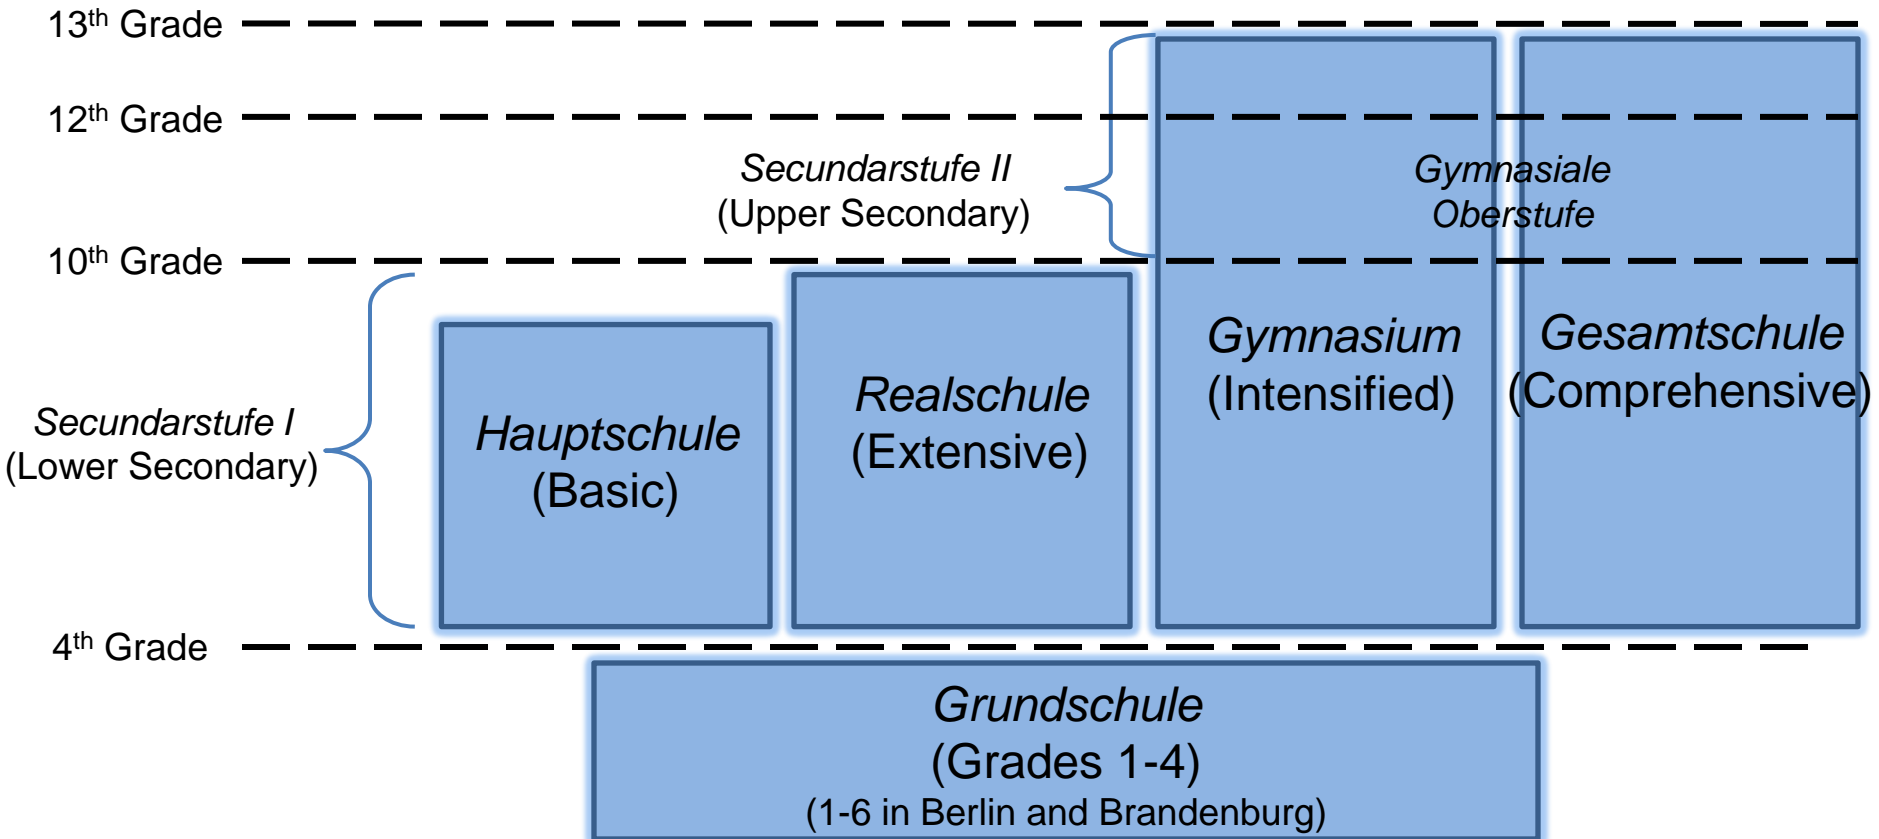 13th Grade
12th Grade
Secundarstufe II
(Upper Secondary)
Gymnasiale
Oberstufe
10th Grade
Gymnasium
(Intensified)
Gesamtschule
(Comprehensive)
Realschule
(Extensive)
Hauptschule
(Basic)
Secundarstufe I
(Lower Secondary)
4th Grade
Grundschule
(Grades 1-4)
(1-6 in Berlin and Brandenburg)